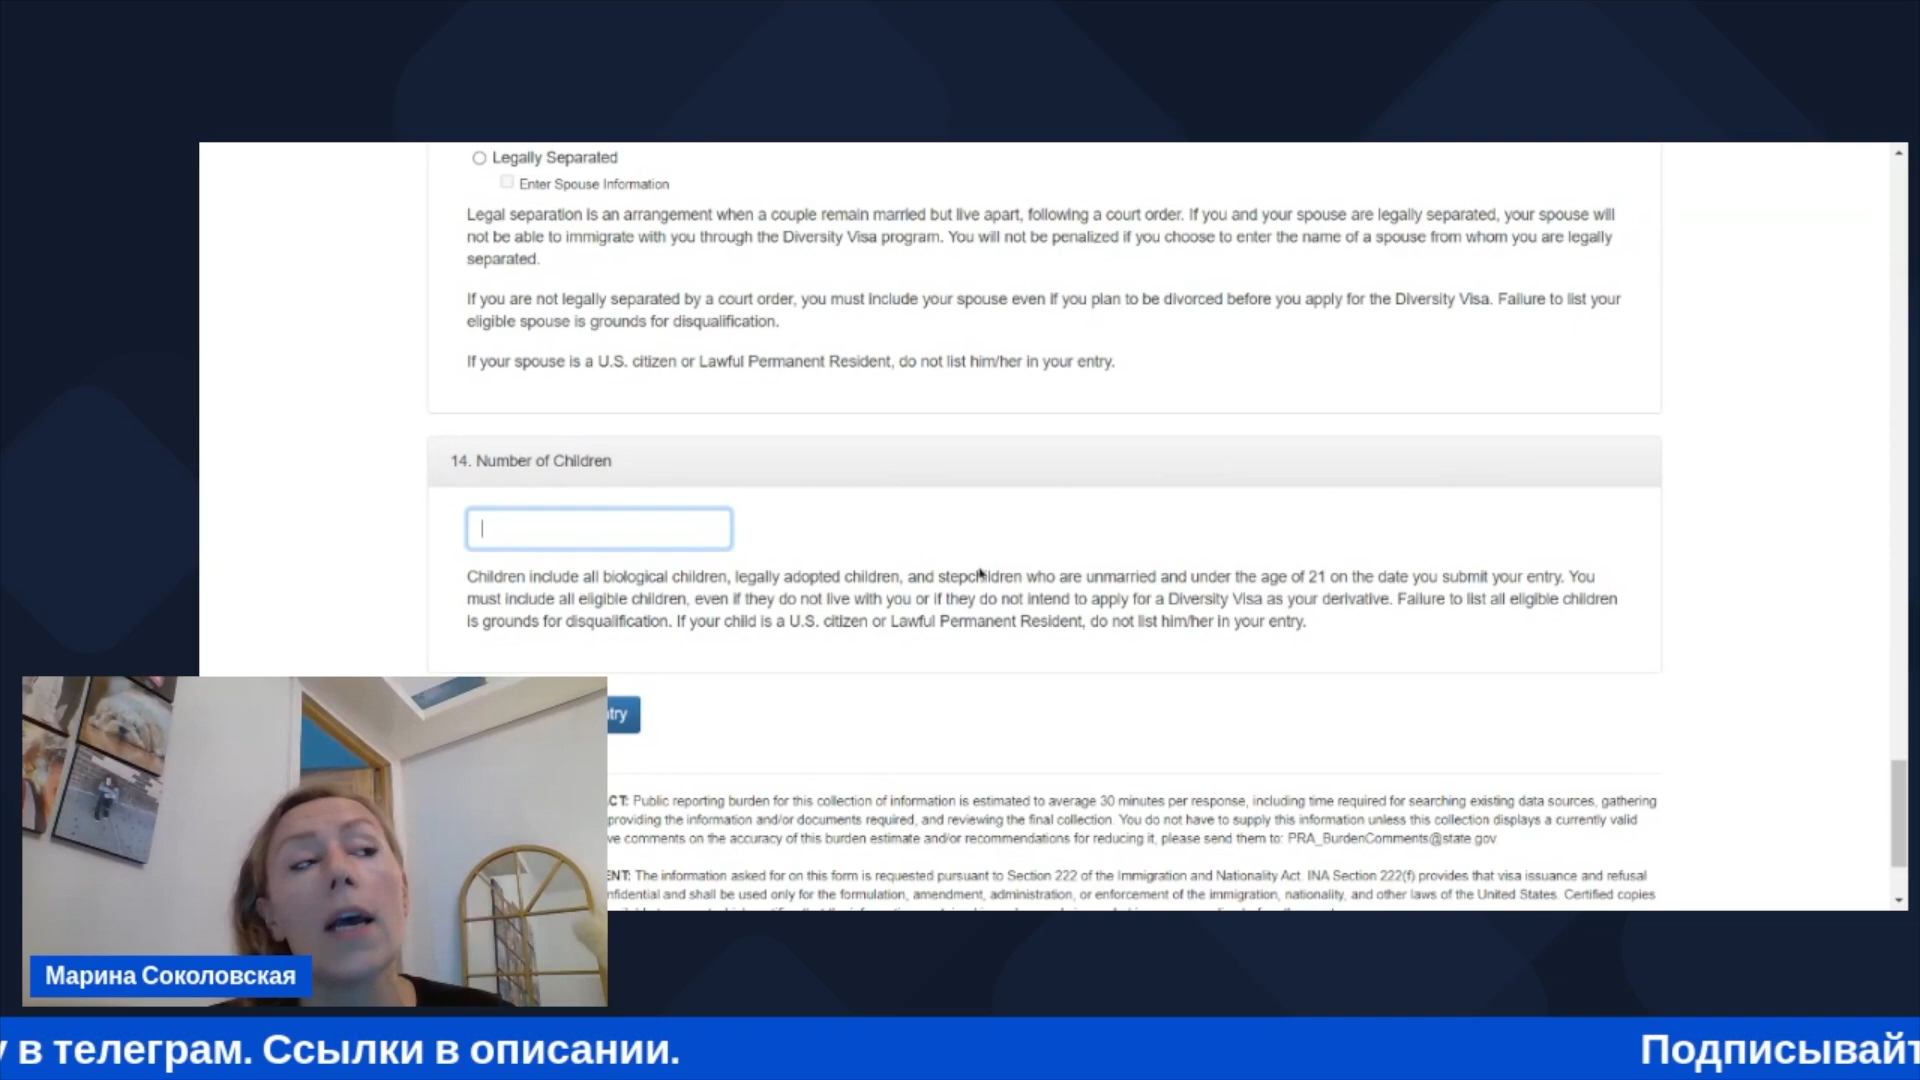 Legally Separated
Enter Spouse Information
Legal separation is an arrangement when a couple remain married but live apart, following a court order. If you and your spouse are legally separated, your spouse will
not be able to immigrate with you through the Diversity Visa program. You will not be penalized if you choose to enter the name of a spouse from whom you are legally
separated.
If you are not legally separated by a court order, you must include your spouse even if you plan to be divorced before you apply for the Diversity Visa. Failure to list your
eligible spouse is grounds for disqualification.
If your spouse is a U.S. citizen or Lawful Permanent Resident, do not list him/her in your entry.
14. Number of Children
Children include all biological children, legally adopted children, and stepchildren who are unmarried and under the age of 21 on the date you submit your entry. You
must include all eligible children, even if they do not live with you or if they do not intend to apply for a Diversity Visa as your derivative. Failure to list all eligible children
is grounds for disqualification. If your child is a U.S. citizen or Lawful Permanent Resident, do not list him/her in your entry.
try
CT: Public reporting burden for this collection of information is estimated to average 30 minutes per response, including time required for searching existing data sources, gathering
providing the information and/or documents required, and reviewing the final collection. You do not have to supply this information unless this collection displays a currently valid
ve comments on the accuracy of this burden estimate and/or recommendations for reducing it, please send them to: PRA_BurdenComments@state.gov
ENT: The information asked for on this form is requested pursuant to Section 222 of the Immigration and Nationality Act. INA Section 222(f) provides that visa issuance and refusal
nfidential and shall be used only for the formulation, amendment, administration, or enforcement of the immigration, nationality, and other laws of the United States. Certified copies
Марина Соколовская
у в телеграм. Ссылки в описании.
Подписывайт